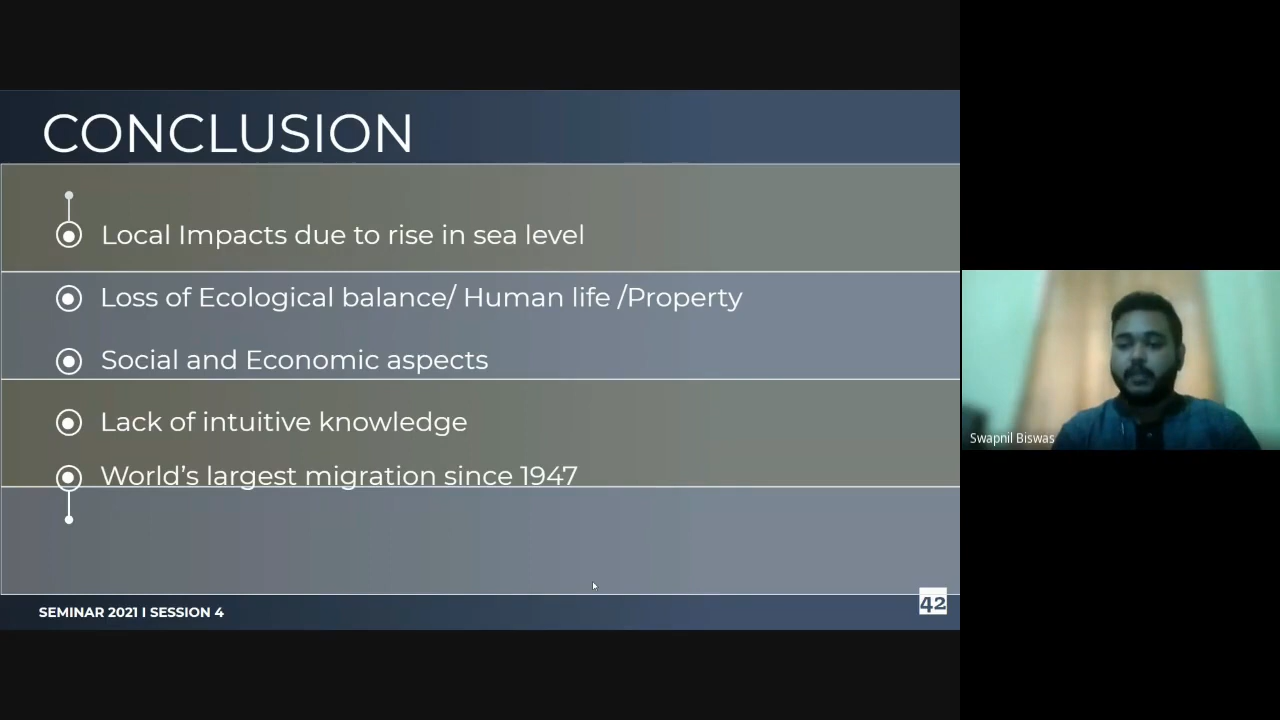 CONCLUSION
Local Impacts due to rise in sea level
Loss of Ecological balance/ Human life /Property
Social and Economic aspects
Lack of intuitive knowledge
World’s largest migration since 1947
SEMINAR 2021 I SESSION 4
42
Swapnil Biswas